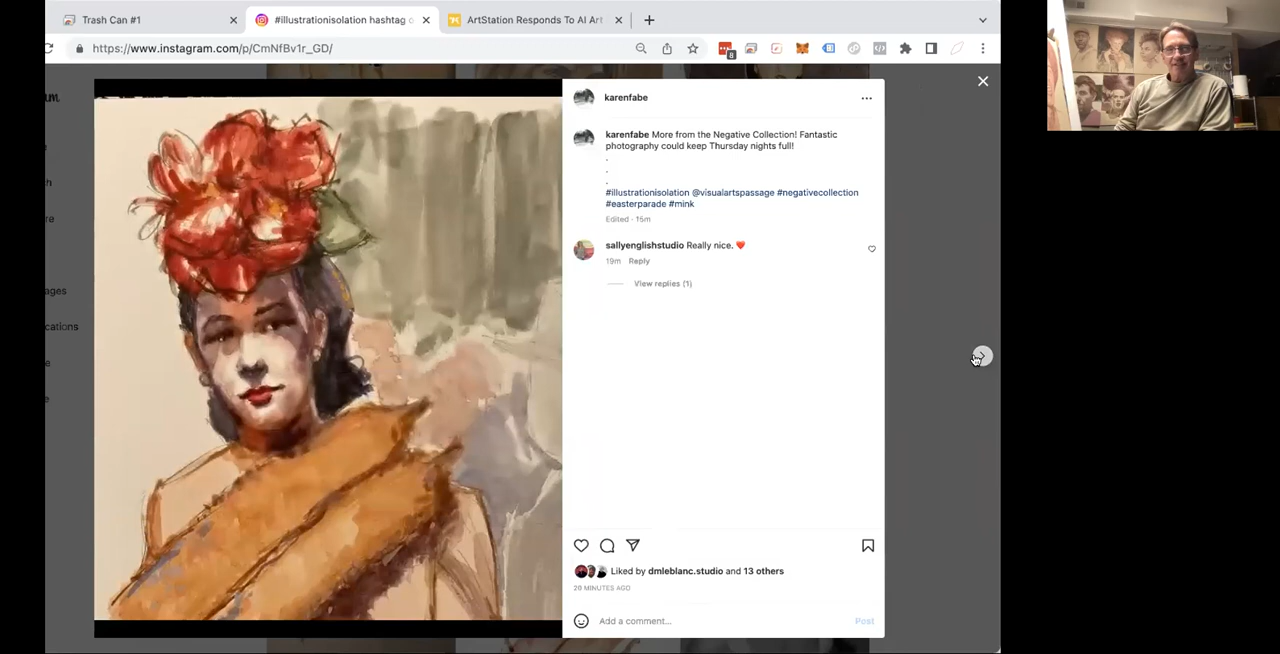 Trash Can #1
#illustrationisolation hashtag o
ArtStation Responds To AI Art
https://www.instagram.com/p/CmNfBv1r_GD/
8
karenfabe
karenfabe More from the Negative Collection! Fantastic
photography could keep Thursday nights full!
.
.
.
#illustrationisolation @visualartspassage #negativecollection
#easterparade #mink
Edited · 15m
sallyenglishstudio Really nice. ❤️
19m Reply
View replies (1)
ages
cations
Liked by dmleblanc.studio and 13 others
20 MINUTES AGO
Add a comment...
Post